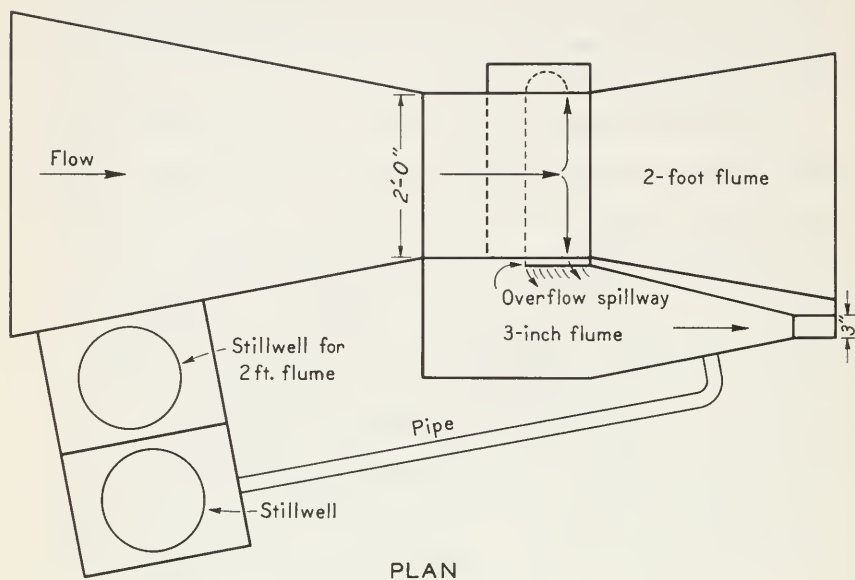 Flow
2'-0"
2-foot flume
Overflow spillway
3-inch flume
3"
Stillwell for
2 ft. flume
Pipe
Stillwell
PLAN